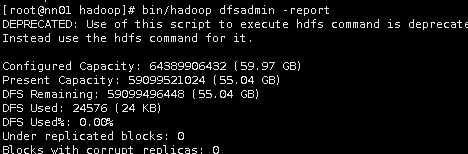 [root@nn01 hadoop]# bin/hadoop dfsadmin -report
DEPRECATED: Use of this script to execute hdfs command is deprecate
Instead use the hdfs command for it.
Configured Capacity: 64389906432 (59.97 GB)
Present Capacity: 59099521024 (55.04 GB)
DFS Remaining: 59099496448 (55.04 GB)
DFS Used: 24576 (24 KB)
DFS Used%: 0.00%
Under replicated blocks: 0
Blocks with corrupt replicas: 0